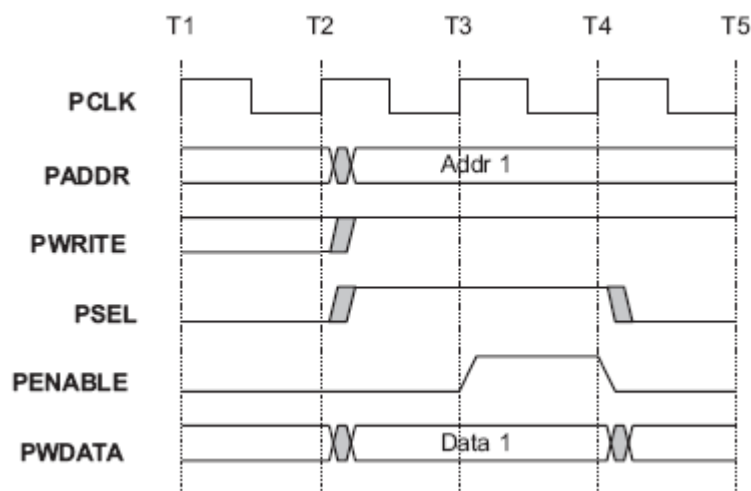 T1 T2 T3 T4 T5
PCLK
PADDR Addr 1
PWRITE
PSEL
PENABLE
PWDATA Data 1